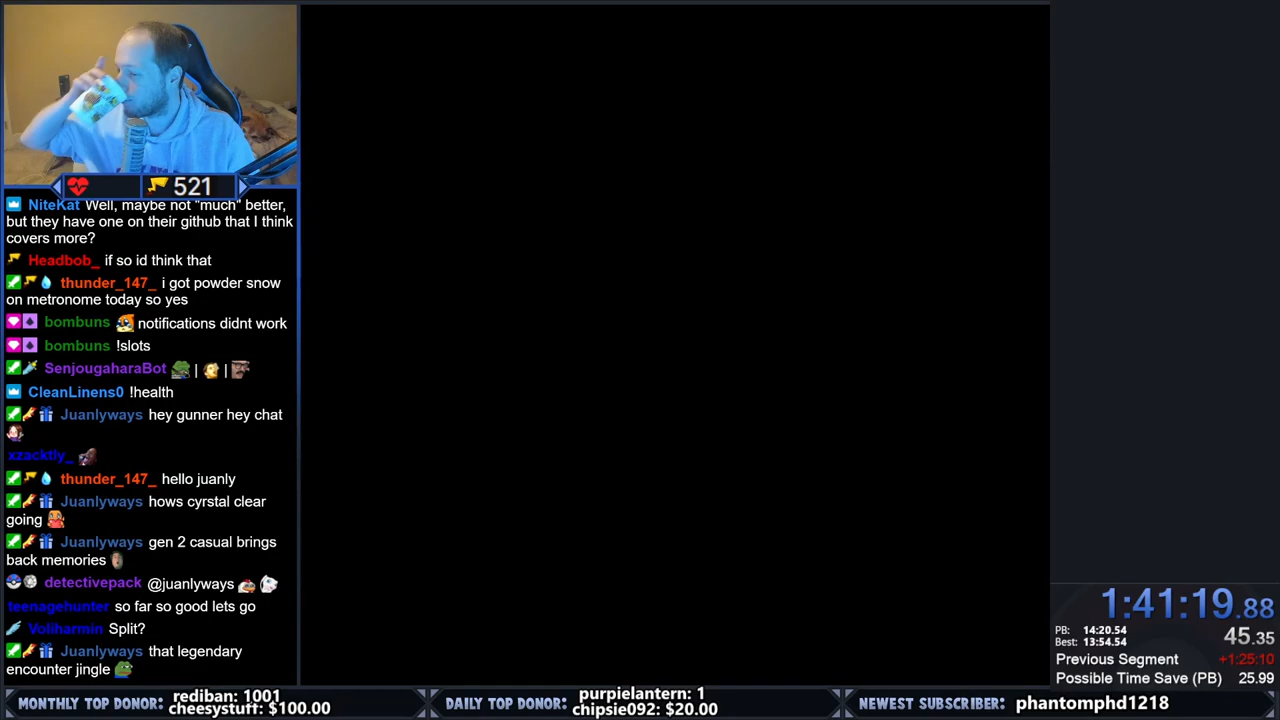 521
NiteKat Well, maybe not "much" better,
but they have one on their github that I think
covers more?
Headbob_ if so id think that
thunder_147_ i got powder snow
on metronome today so yes
bombuns notifications didnt work
bombuns !slots
SenjougaharaBot | |
CleanLinens0 !health
Juanlyways hey gunner hey chat
xzacktly_
thunder_147_ hello juanly
Juanlyways hows cyrstal clear
going
Juanlyways gen 2 casual brings
back memories
detectivepack @juanlyways
teenagehunter so far so good lets go
Voliharmin Split?
Juanlyways that legendary
encounter jingle
1:41:19.88
PB: 14:20.54
Best: 13:54.54
45.35
Previous Segment +1:25:10
Possible Time Save (PB) 25.99
MONTHLY TOP DONOR: rediban: 1001
cheesystuff: $100.00
DAILY TOP DONOR: purpielantern: 1
chipsie092: $20.00
NEWEST SUBSCRIBER: phantomphd1218